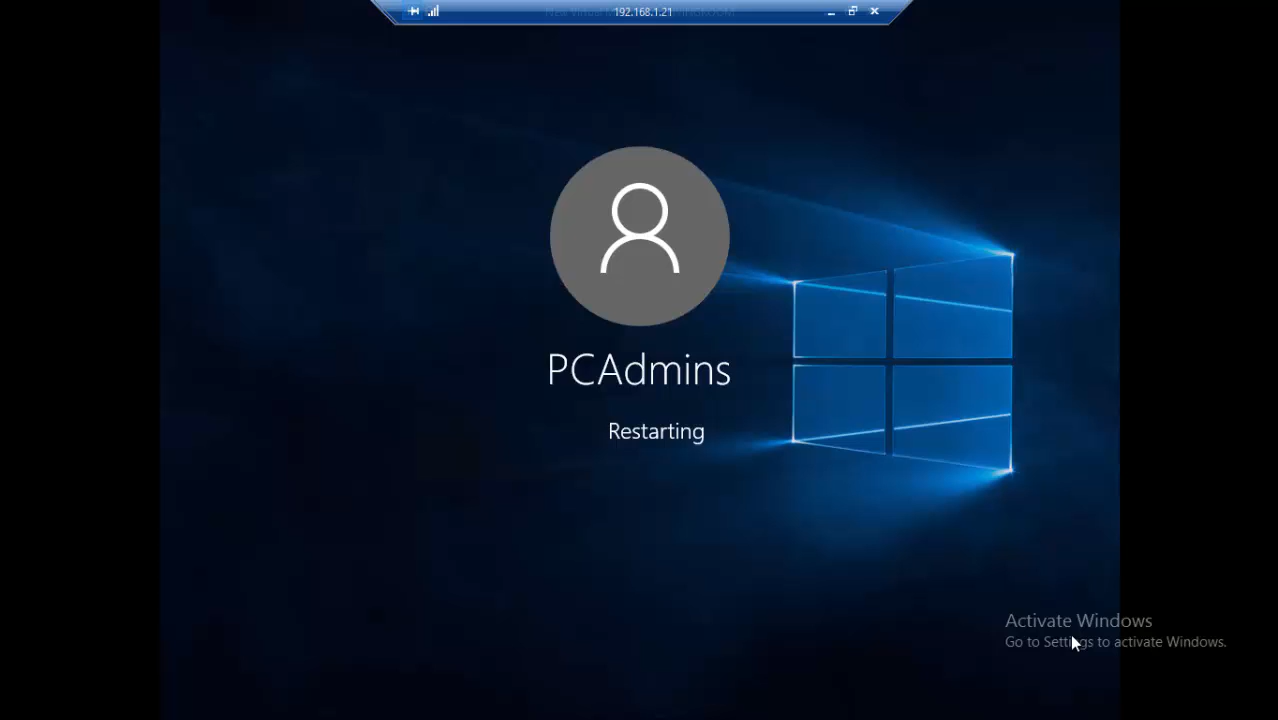 192.168.1.21
PCAdmins
Restarting
Activate Windows
Go to Settings to activate Windows.